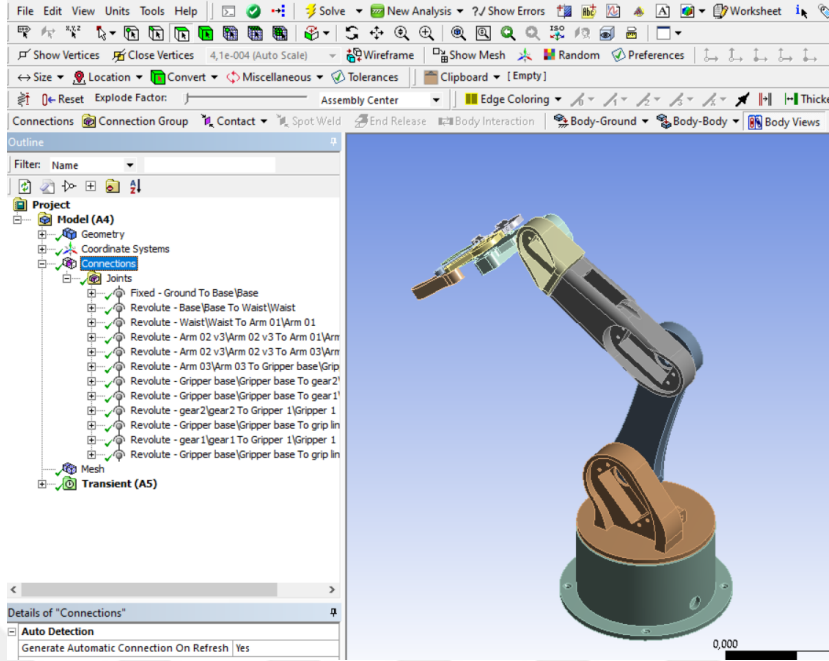 File Edit View Units Tools Help Solve New Analysis ?/ Show Errors Worksheet
Show Vertices Close Vertices 4,1e-004 (Auto Scale) Wireframe Show Mesh Random Preferences
Size Location Convert Miscellaneous Tolerances Clipboard [Empty]
Reset Explode Factor: Assembly Center Edge Coloring Thicke
Connections Connection Group Contact Spot Weld End Release Body Interaction Body-Ground Body-Body Body Views
Outline
Filter: Name
Project
Model (A4)
Geometry
Coordinate Systems
Connections
Joints
Fixed - Ground To Base\Base
Revolute - Base\Base To Waist\Waist
Revolute - Waist\Waist To Arm 01\Arm 01
Revolute - Arm 02 v3\Arm 02 v3 To Arm 01\Arm
Revolute - Arm 02 v3\Arm 02 v3 To Arm 03\Arm
Revolute - Arm 03\Arm 03 To Gripper base\Grip
Revolute - Gripper base\Gripper base To gear2\
Revolute - Gripper base\Gripper base To gear1\
Revolute - gear2\gear2 To Gripper 1\Gripper 1
Revolute - Gripper base\Gripper base To grip lin
Revolute - gear1\gear1 To Gripper 1\Gripper 1
Revolute - Gripper base\Gripper base To grip lin
Mesh
Transient (A5)
Details of "Connections"
Auto Detection
Generate Automatic Connection On Refresh Yes
0,000